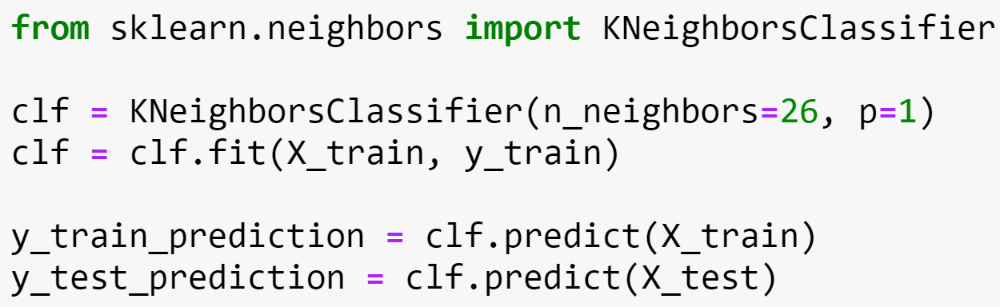 from sklearn.neighbors import KNeighborsClassifier
clf = KNeighborsClassifier(n_neighbors=26, p=1)
clf = clf.fit(X_train, y_train)
y_train_prediction = clf.predict(X_train)
y_test_prediction = clf.predict(X_test)